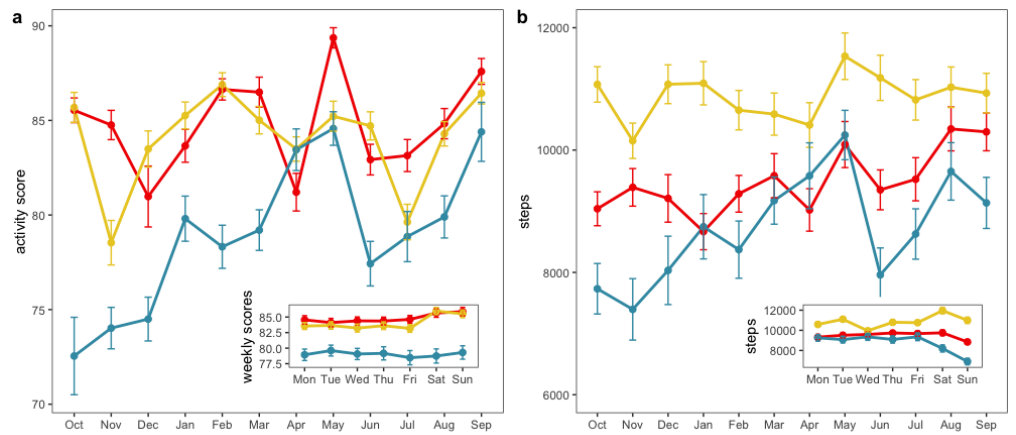 a
activity score
90
85
80
75
70
Oct Nov Dec Jan Feb Mar Apr May Jun Jul Aug Sep
weekly scores
85.0
82.5
80.0
77.5
Mon Tue Wed Thu Fri Sat Sun
b
steps
12000
10000
8000
6000
Oct Nov Dec Jan Feb Mar Apr May Jun Jul Aug Sep
steps
12000
10000
8000
Mon Tue Wed Thu Fri Sat Sun